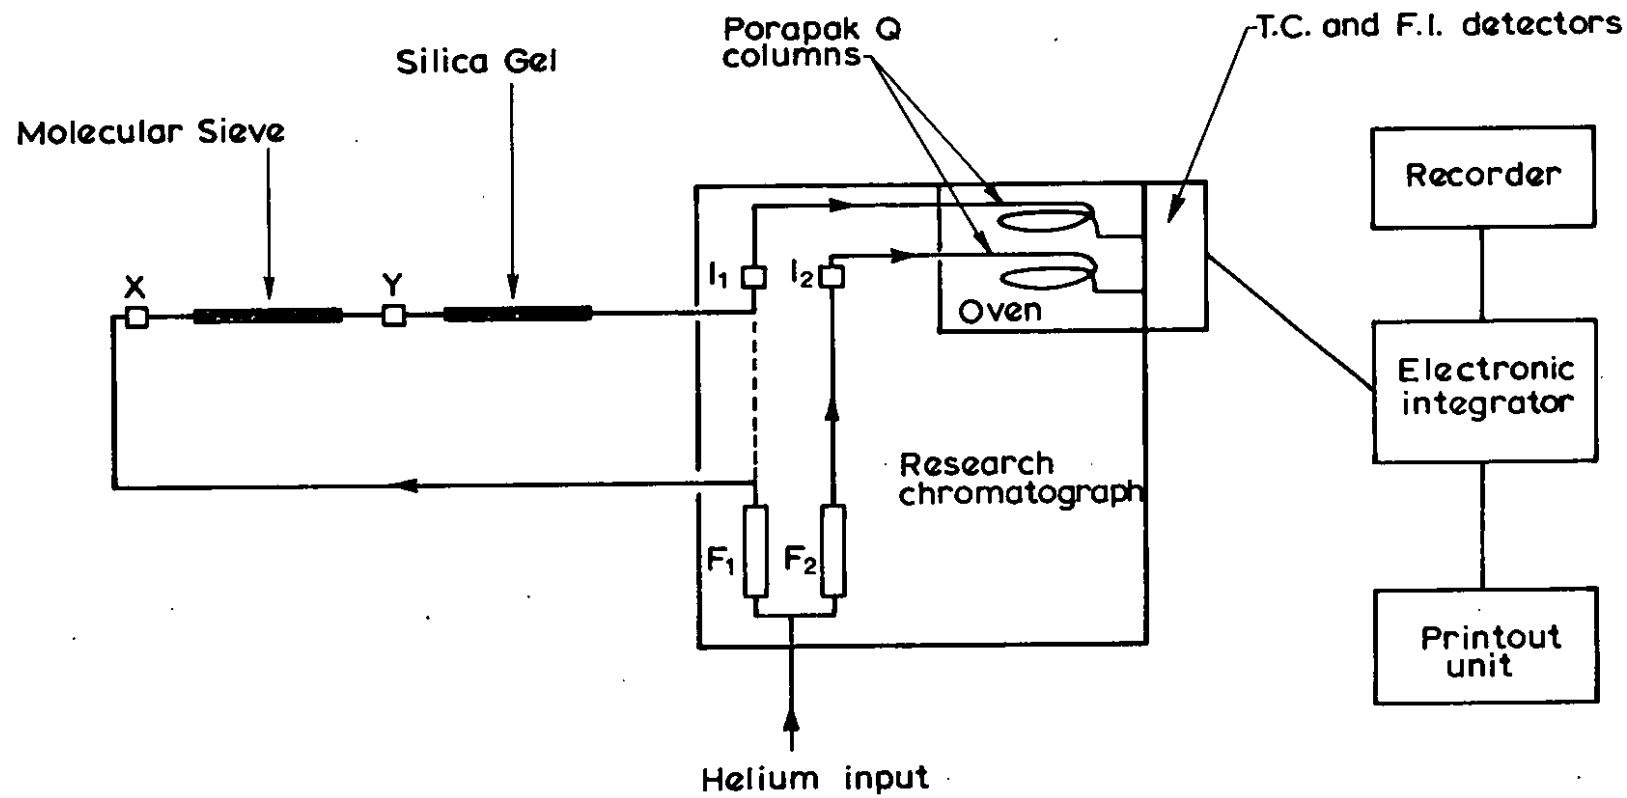 Porapak Q
columns
T.C. and F.I. detectors
Silica Gel
Molecular Sieve
Recorder
X
Y
I1
I2
Oven
Electronic
integrator
Research
chromatograph
F1
F2
Printout
unit
Helium input